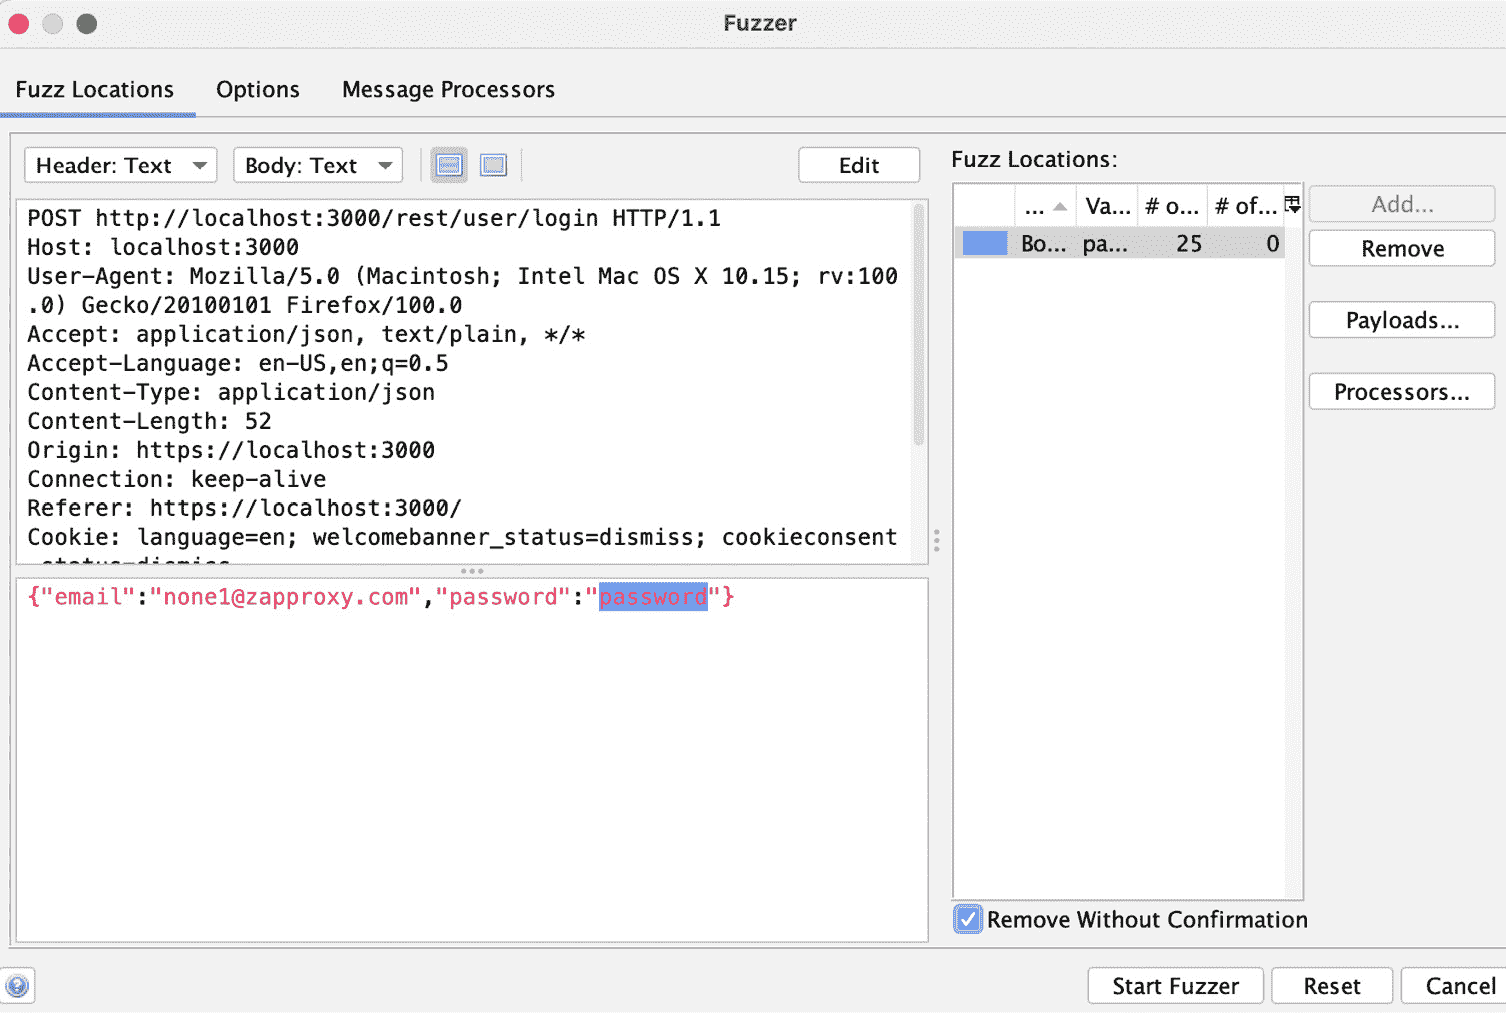 Fuzzer
Fuzz Locations Options Message Processors
Header: Text Body: Text Edit
POST http://localhost:3000/rest/user/login HTTP/1.1
Host: localhost:3000
User-Agent: Mozilla/5.0 (Macintosh; Intel Mac OS X 10.15; rv:100
.0) Gecko/20100101 Firefox/100.0
Accept: application/json, text/plain, */*
Accept-Language: en-US,en;q=0.5
Content-Type: application/json
Content-Length: 52
Origin: https://localhost:3000
Connection: keep-alive
Referer: https://localhost:3000/
Cookie: language=en; welcomebanner_status=dismiss; cookieconsent
_status=dismiss
{"email":"none1@zapproxy.com","password":"password"}
Fuzz Locations:
... Va... # o... # of...
Bo... pa... 25 0
Add...
Remove
Payloads...
Processors...
Remove Without Confirmation
Start Fuzzer Reset Cancel